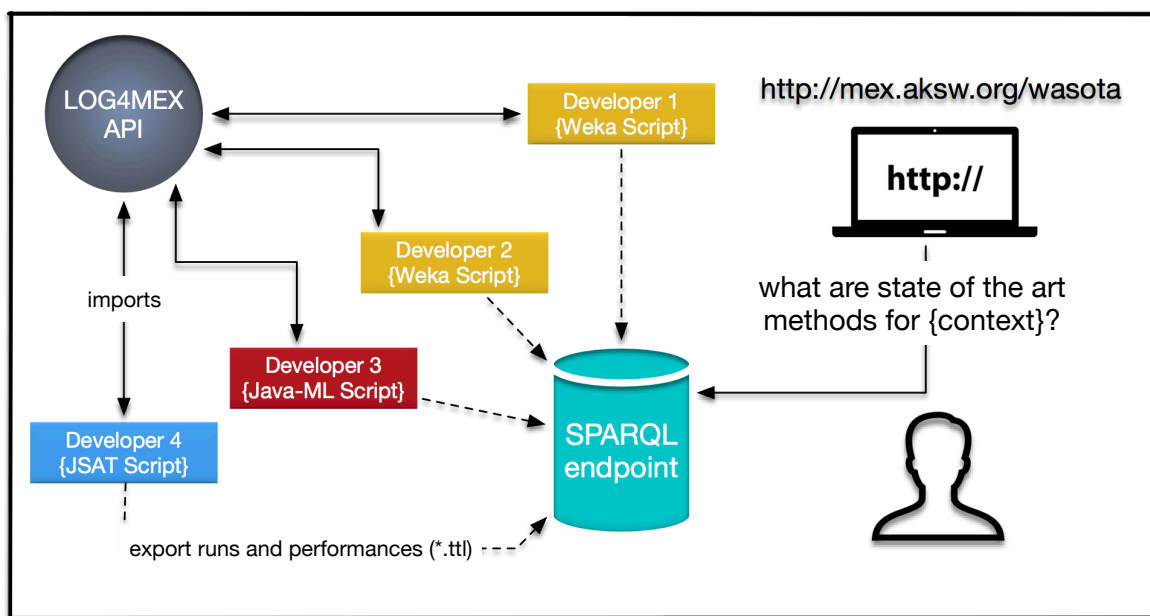 LOG4MEX
API
Developer 1
{Weka Script}
http://mex.aksw.org/wasota
http://
Developer 2
{Weka Script}
imports
what are state of the art
methods for {context}?
Developer 3
{Java-ML Script}
Developer 4
{JSAT Script}
SPARQL
endpoint
export runs and performances (*.ttl)